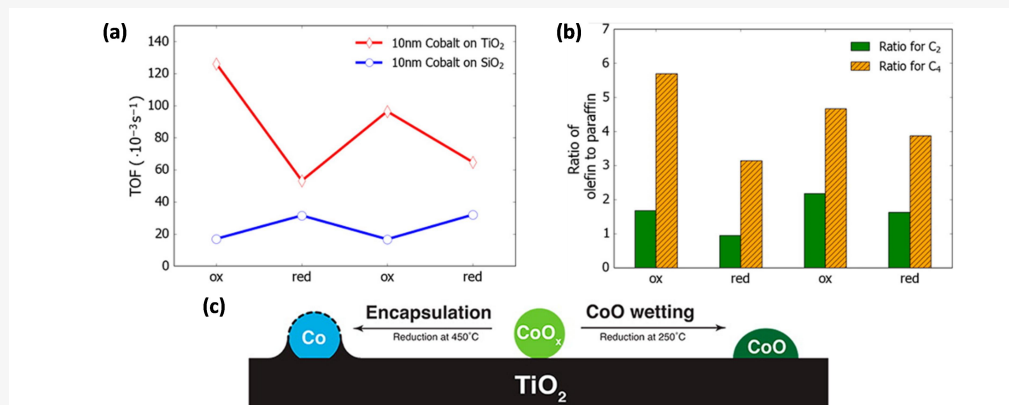 (a)
140
120
100
80
60
40
20
0
TOF (·10⁻³s⁻¹)
10nm Cobalt on TiO₂
10nm Cobalt on SiO₂
ox red ox red
(b)
7
6
5
4
3
2
1
0
Ratio of
olefin to paraffin
Ratio for C₂
Ratio for C₄
ox red ox red
(c)
Encapsulation
Reduction at 450°C
CoO wetting
Reduction at 250°C
Co
CoOₓ
CoO
TiO₂